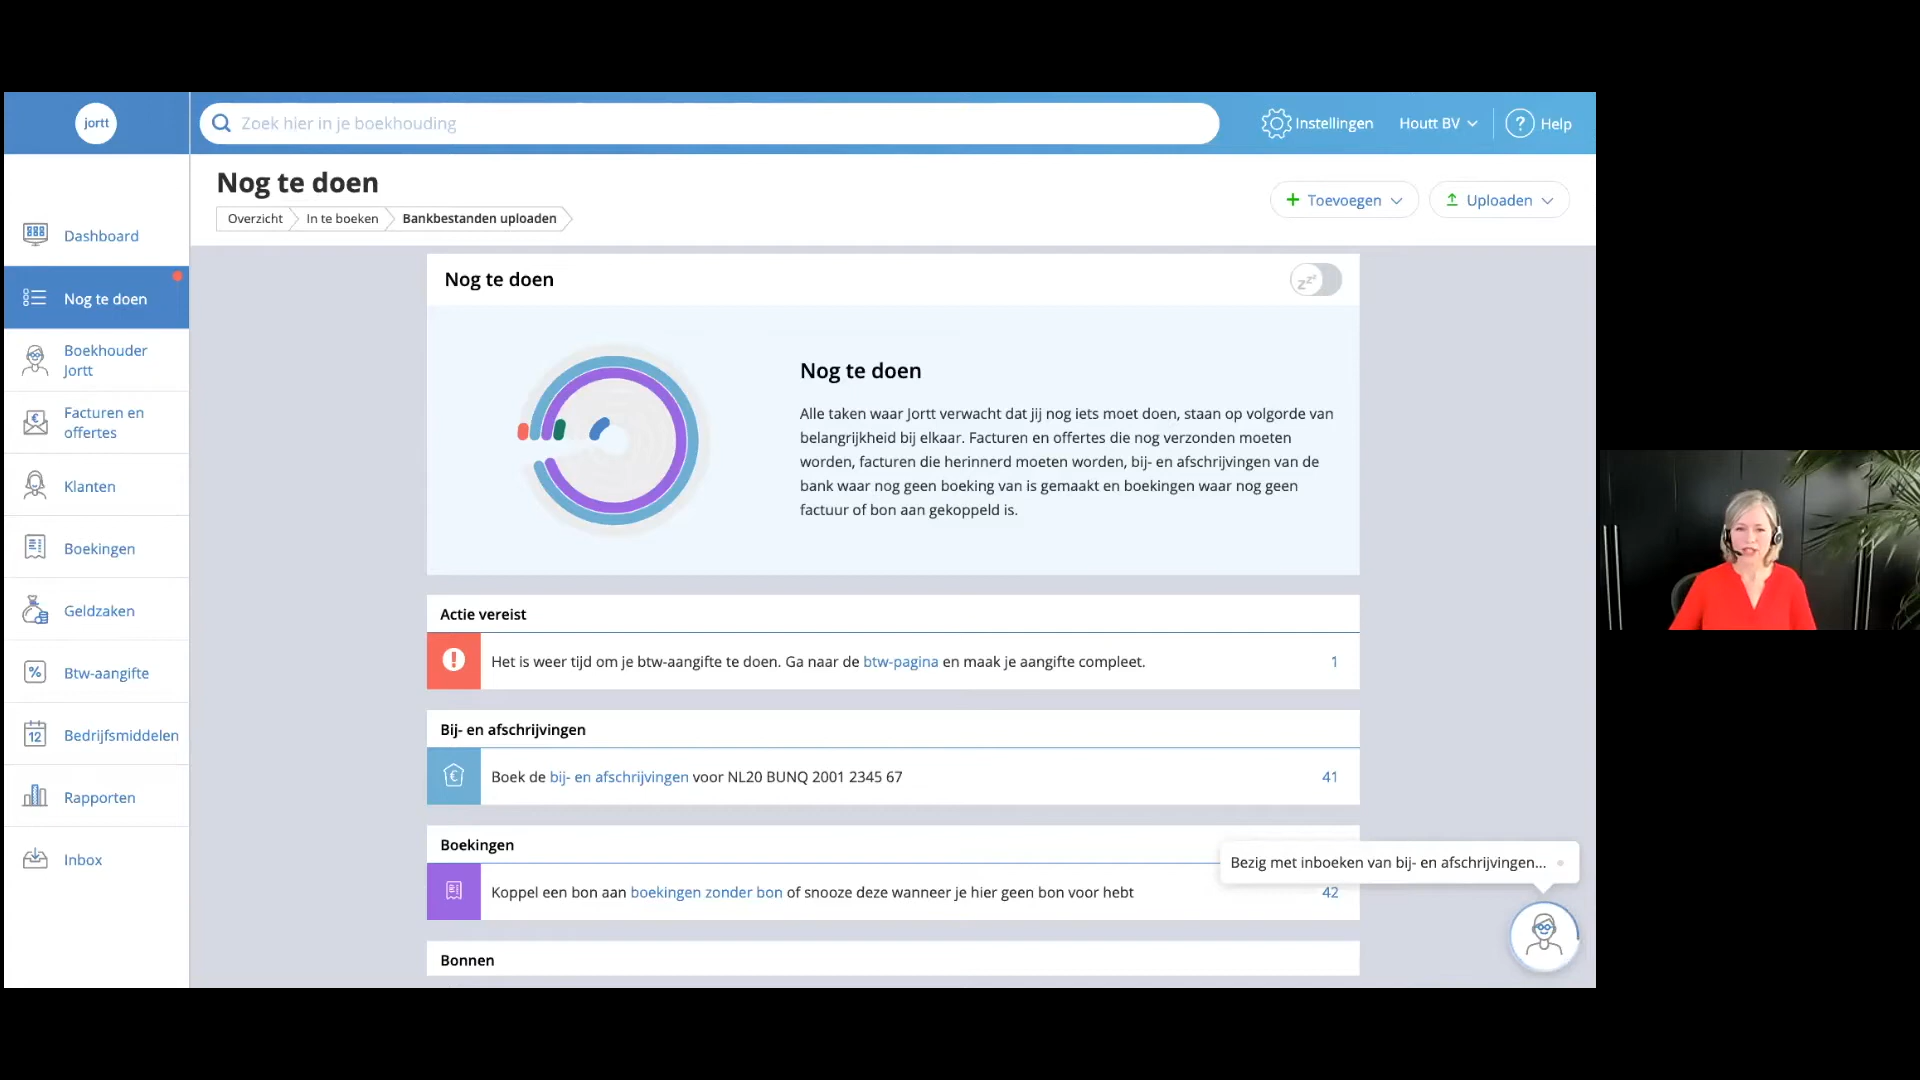 jortt
Zoek hier in je boekhouding
Instellingen
Houtt BV
? Help
Nog te doen
Overzicht
In te boeken
Bankbestanden uploaden
+ Toevoegen
Uploaden
Dashboard
Nog te doen
Boekhouder
Jortt
Facturen en
offertes
Klanten
Boekingen
Geldzaken
% Btw-aangifte
12 Bedrijfsmiddelen
Rapporten
Inbox
Nog te doen
zzz
Nog te doen
Alle taken waar Jortt verwacht dat jij nog iets moet doen, staan op volgorde van
belangrijkheid bij elkaar. Facturen en offertes die nog verzonden moeten
worden, facturen die herinnerd moeten worden, bij- en afschrijvingen van de
bank waar nog geen boeking van is gemaakt en boekingen waar nog geen
factuur of bon aan gekoppeld is.
Actie vereist
! Het is weer tijd om je btw-aangifte te doen. Ga naar de btw-pagina en maak je aangifte compleet. 1
Bij- en afschrijvingen
€ Boek de bij- en afschrijvingen voor NL20 BUNQ 2001 2345 67 41
Boekingen
Koppel een bon aan boekingen zonder bon of snooze deze wanneer je hier geen bon voor hebt 42
Bonnen
Bezig met inboeken van bij- en afschrijvingen...